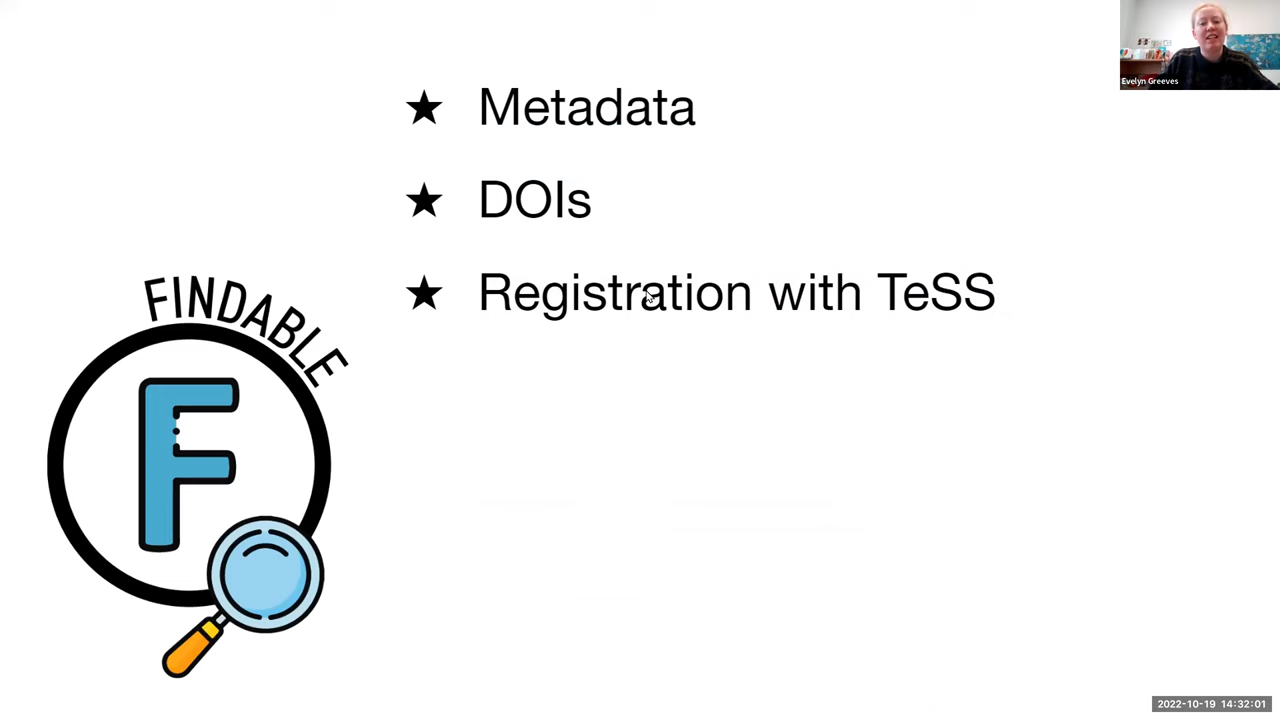 Metadata
DOIs
Registration with TeSS
FINDABLE
F
Evelyn Greeves
2022-10-19 14:32:01